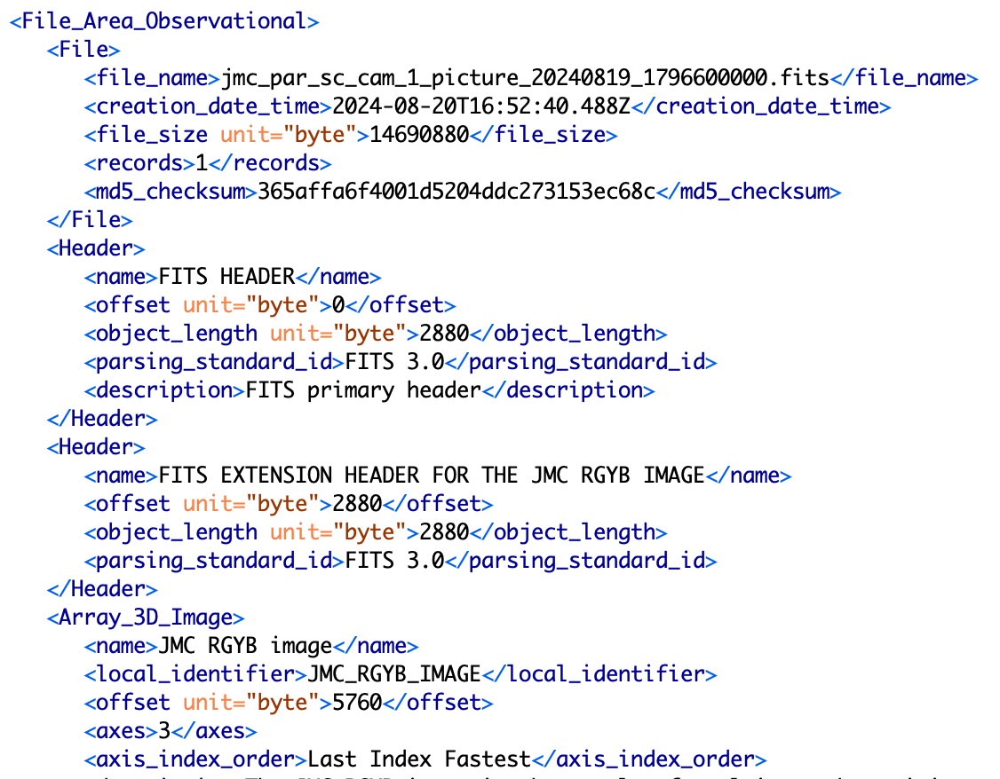 <File_Area_Observational>
<File>
<file_name>jmc_par_sc_cam_1_picture_20240819_1796600000.fits</file_name>
<creation_date_time>2024-08-20T16:52:40.488Z</creation_date_time>
<file_size unit="byte">14690880</file_size>
<records>1</records>
<md5_checksum>365affa6f4001d5204ddc273153ec68c</md5_checksum>
</File>
<Header>
<name>FITS HEADER</name>
<offset unit="byte">0</offset>
<object_length unit="byte">2880</object_length>
<parsing_standard_id>FITS 3.0</parsing_standard_id>
<description>FITS primary header</description>
</Header>
<Header>
<name>FITS EXTENSION HEADER FOR THE JMC RGYB IMAGE</name>
<offset unit="byte">2880</offset>
<object_length unit="byte">2880</object_length>
<parsing_standard_id>FITS 3.0</parsing_standard_id>
</Header>
<Array_3D_Image>
<name>JMC RGYB image</name>
<local_identifier>JMC_RGYB_IMAGE</local_identifier>
<offset unit="byte">5760</offset>
<axes>3</axes>
<axis_index_order>Last Index Fastest</axis_index_order>